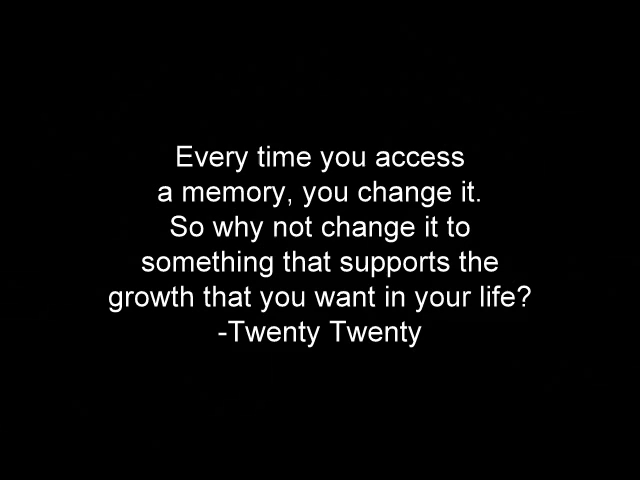 Every time you access
a memory, you change it.
So why not change it to
something that supports the
growth that you want in your life?
-Twenty Twenty